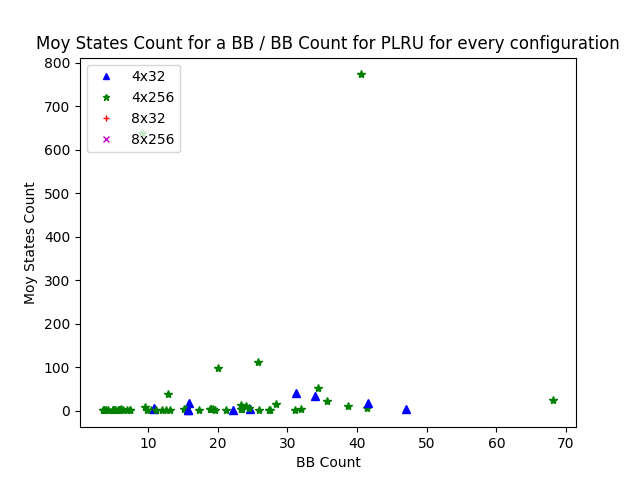 Moy States Count for a BB / BB Count for PLRU for every configuration
800
700
600
500
400
300
200
100
0
Moy States Count
4x32
4x256
8x32
8x256
10 20 30 40 50 60 70
BB Count